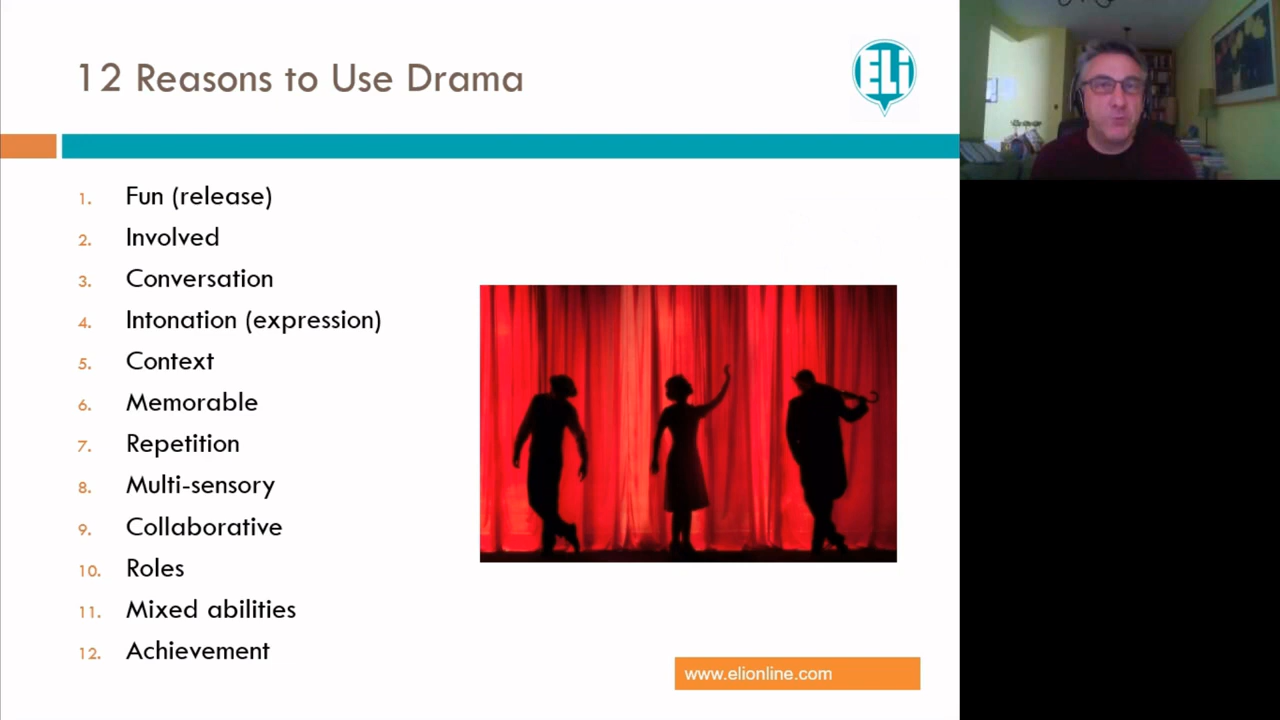 12 Reasons to Use Drama
ELi
1. Fun (release)
2. Involved
3. Conversation
4. Intonation (expression)
5. Context
6. Memorable
7. Repetition
8. Multi-sensory
9. Collaborative
10. Roles
11. Mixed abilities
12. Achievement
www.elionline.com